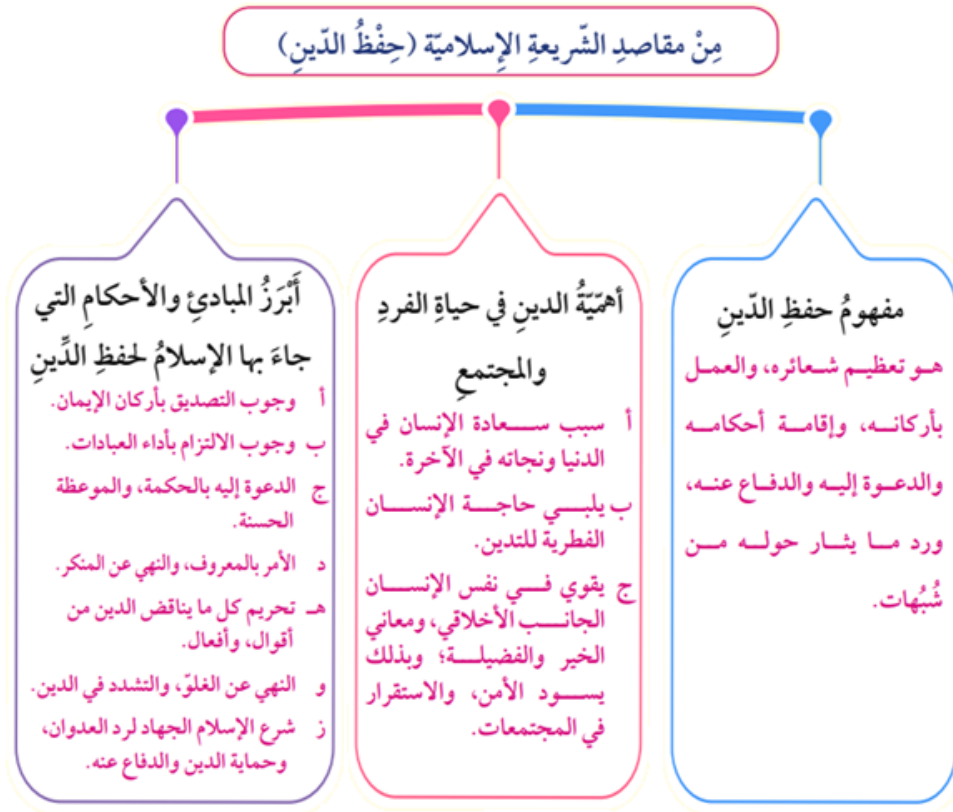 مِنْ مقاصدِ الشّريعةِ الإِسلاميّة (حِفْظُ الدّينِ)
مفهومُ حفظِ الدّينِ
هو تعظيم شعائره، والعمل
بأركانه، وإقامة أحكامه
والدعوة إليه والدفاع عنه،
ورد ما يثار حوله من
شُبُهات.
أهمّيّةُ الدينِ في حياةِ الفردِ
والمجتمعِ
أ سبب سعادة الإنسان في
الدنيا ونجاته في الآخرة.
ب يلبي حاجة الإنسان
الفطرية للتدين.
ج يقوي في نفس الإنسان
الجانب الأخلاقي، ومعاني
الخير والفضيلة؛ وبذلك
يسود الأمن، والاستقرار
في المجتمعات.
أَبْرَزُ المبادئِ والأحكامِ التي
جاءَ بها الإسلامُ لحفظِ الدِّينِ
أ وجوب التصديق بأركان الإيمان.
ب وجوب الالتزام بأداء العبادات.
ج الدعوة إليه بالحكمة، والموعظة
الحسنة.
د الأمر بالمعروف، والنهي عن المنكر.
هـ تحريم كل ما يناقض الدين من
أقوال، وأفعال.
و النهي عن الغلوّ، والتشدد في الدين.
ز شرع الإسلام الجهاد لرد العدوان،
وحماية الدين والدفاع عنه.